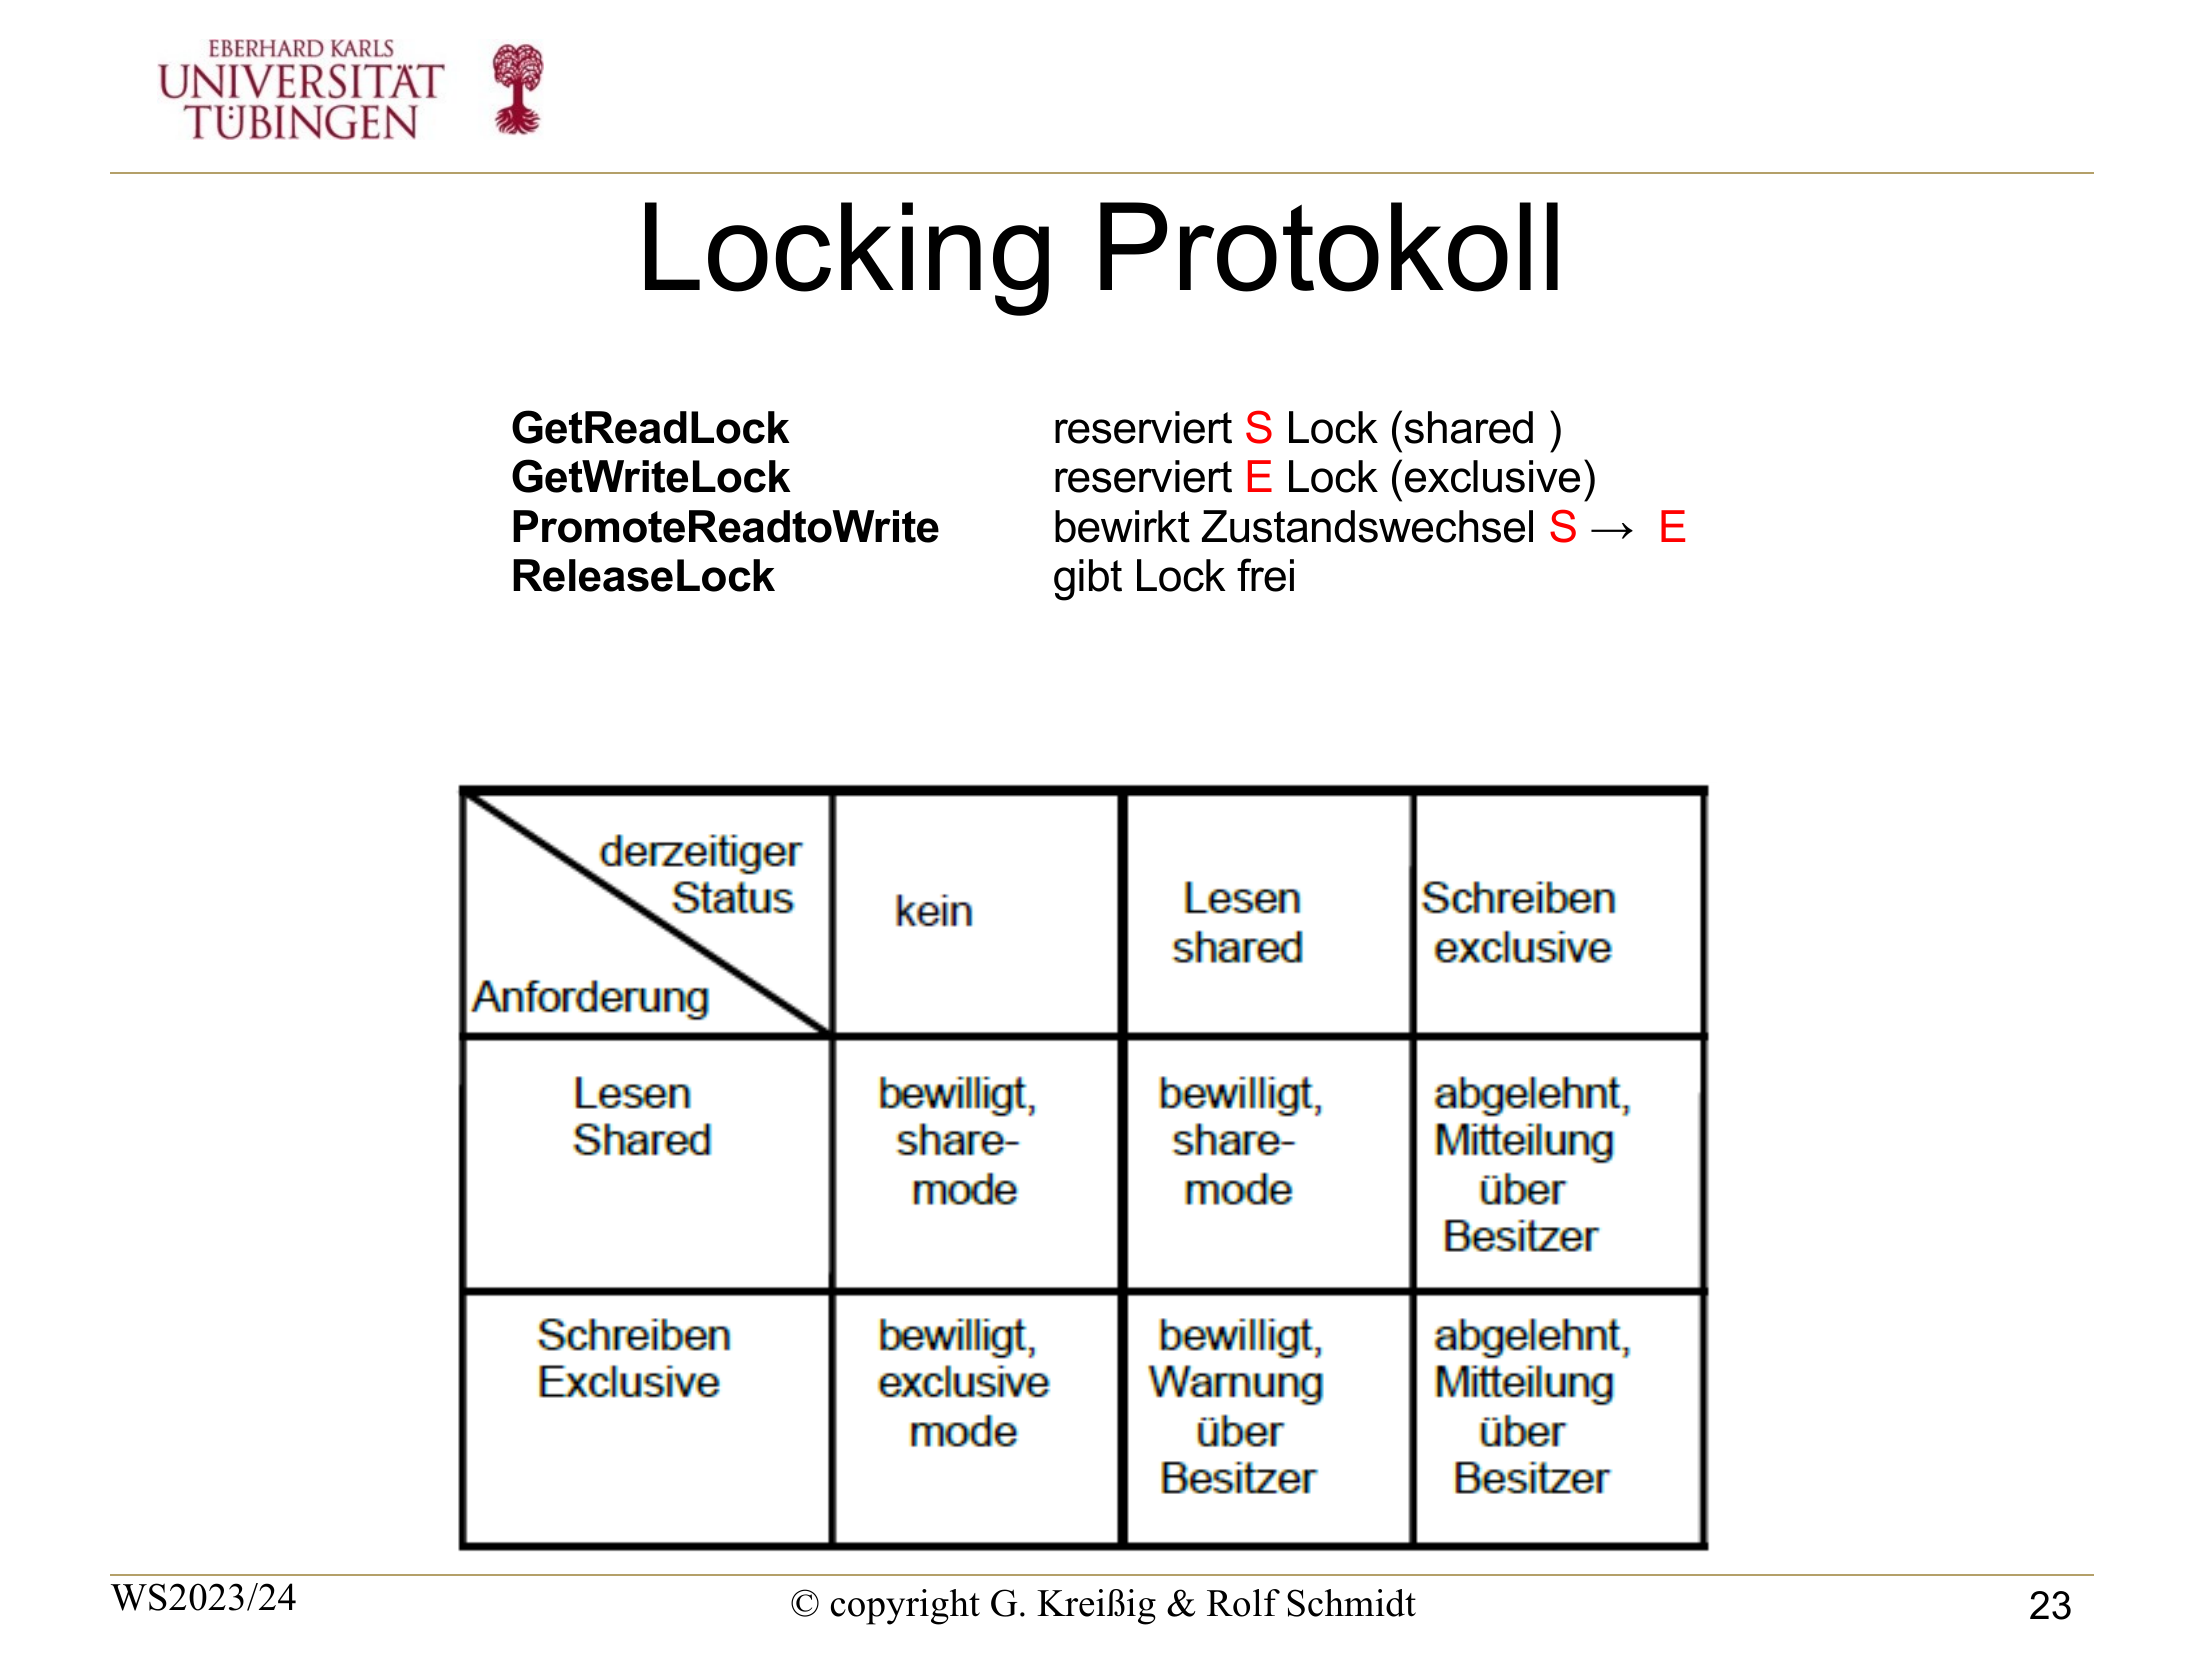 EBERHARD KARLS
UNIVERSITÄT
TÜBINGEN
Locking Protokoll
GetReadLock reserviert S Lock (shared )
GetWriteLock reserviert E Lock (exclusive)
PromoteReadtoWrite bewirkt Zustandswechsel S → E
ReleaseLock gibt Lock frei
derzeitiger
Status
Anforderung
kein
Lesen
shared
Schreiben
exclusive
Lesen
Shared
bewilligt,
share-
mode
bewilligt,
share-
mode
abgelehnt,
Mitteilung
über
Besitzer
Schreiben
Exclusive
bewilligt,
exclusive
mode
bewilligt,
Warnung
über
Besitzer
abgelehnt,
Mitteilung
über
Besitzer
WS2023/24
© copyright G. Kreißig & Rolf Schmidt
23